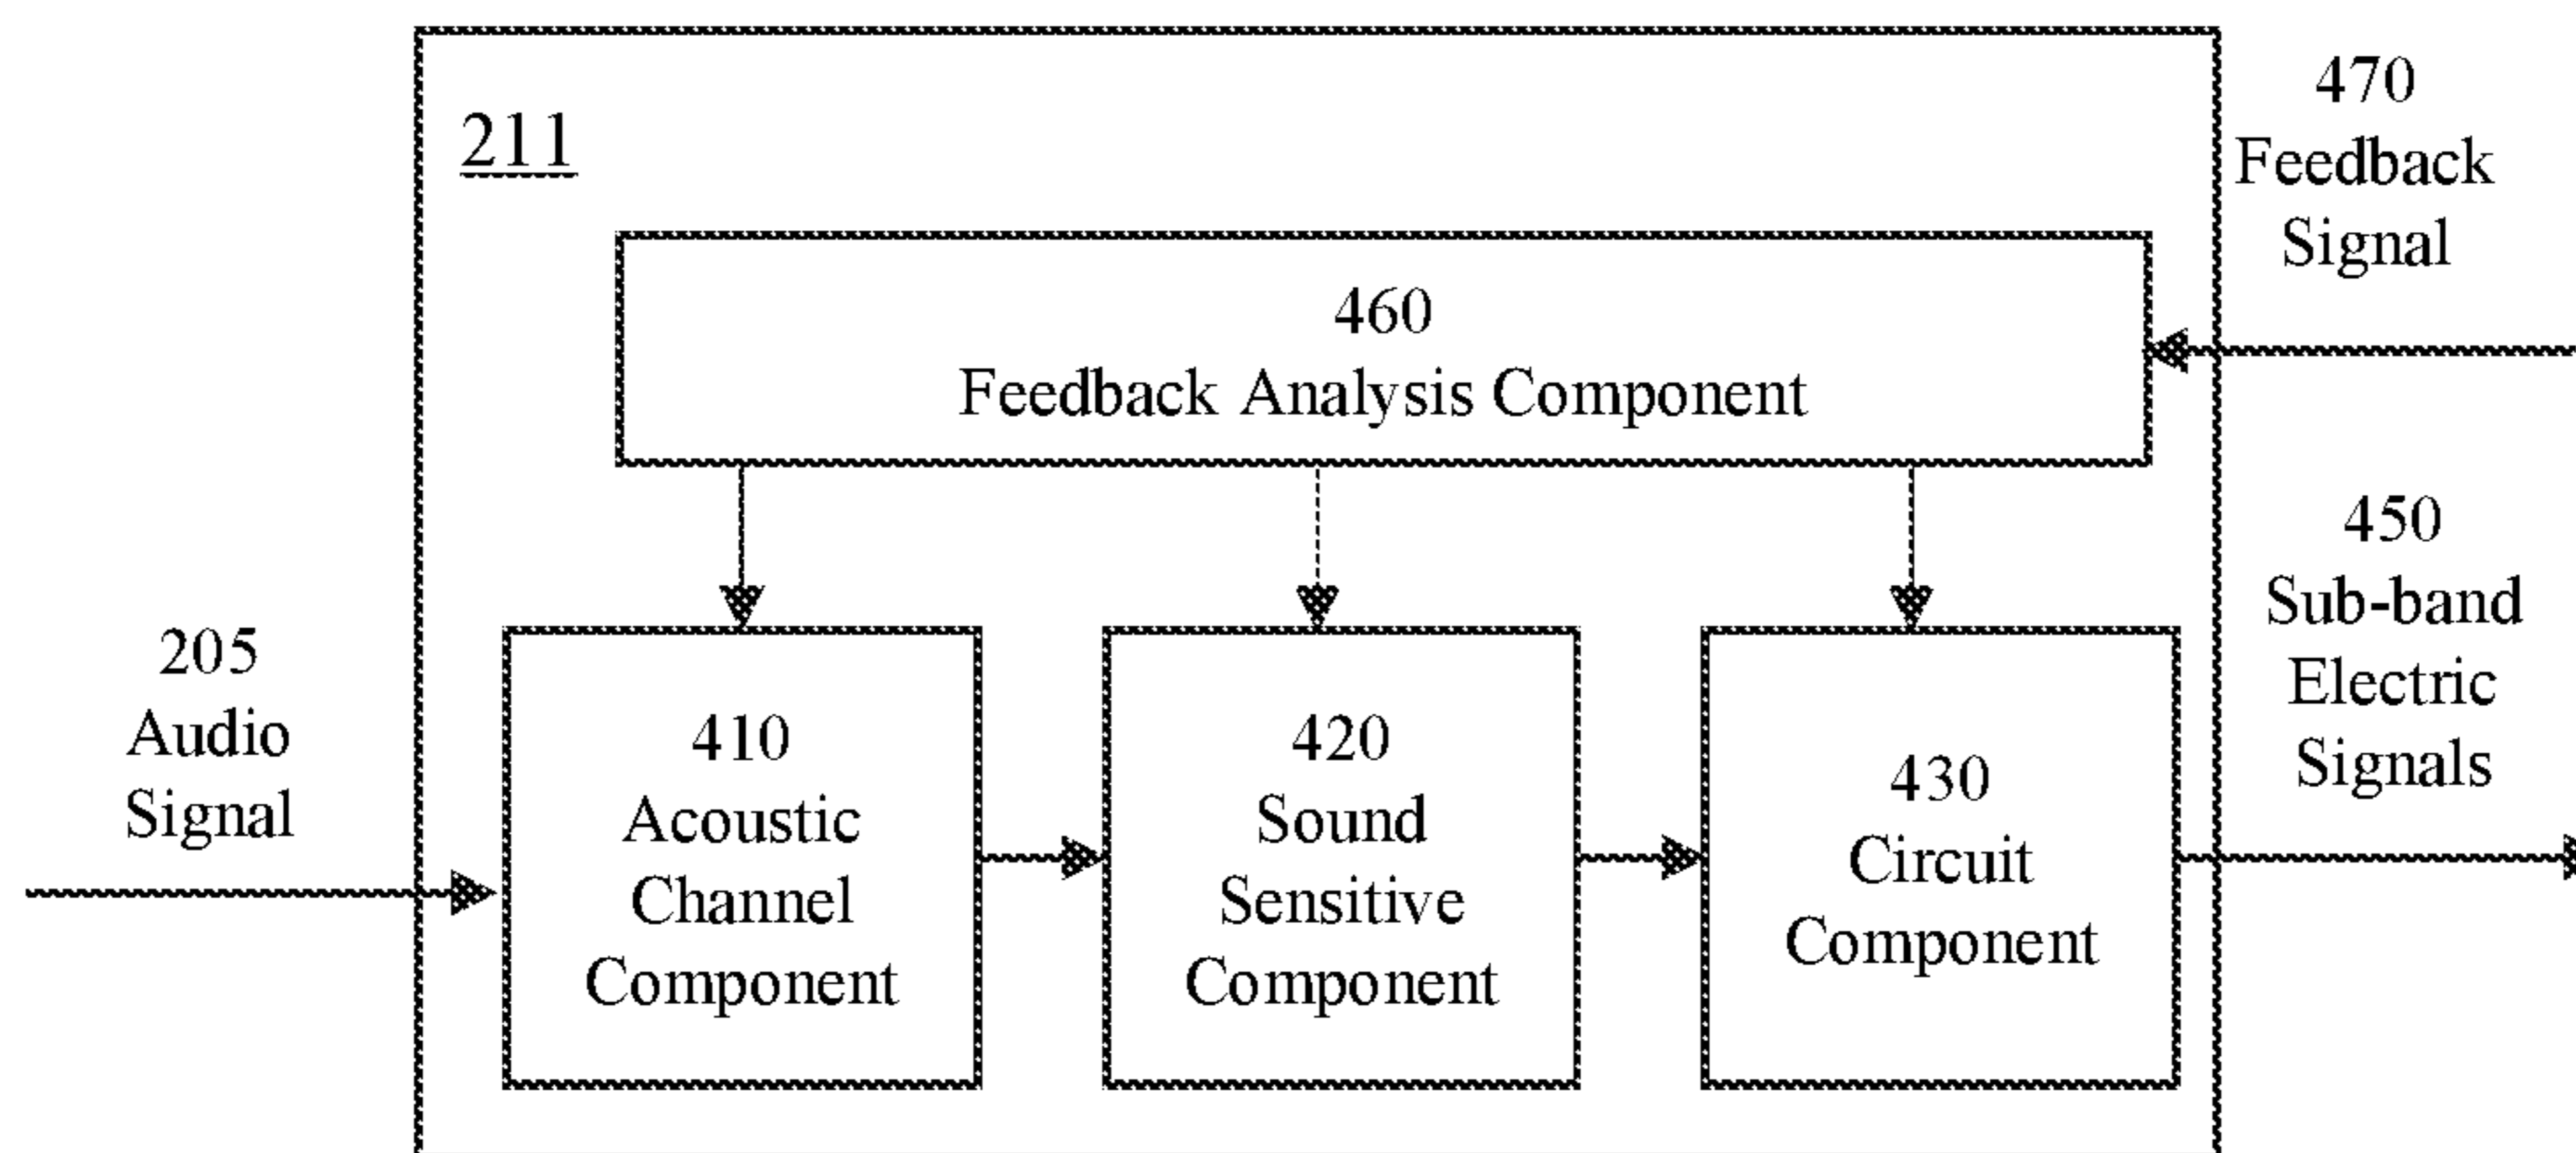 211
470
Feedback
Signal
460
Feedback Analysis Component
450
Sub-band
Electric
Signals
205
Audio
Signal
410
Acoustic
Channel
Component
420
Sound
Sensitive
Component
430
Circuit
Component